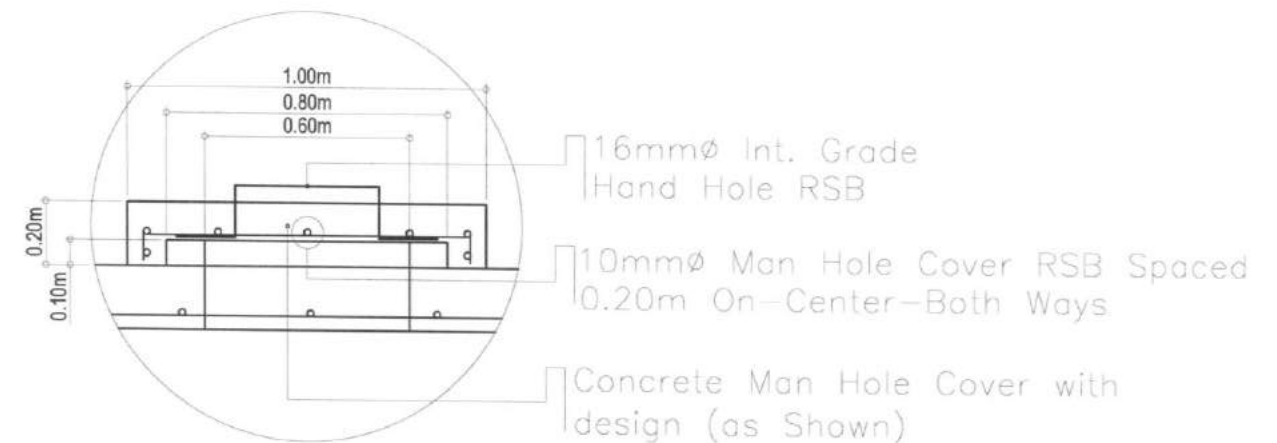 1.00m
0.80m
0.60m
0.20m
0.10m
16mmØ Int. Grade
Hand Hole RSB
10mmØ Man Hole Cover RSB Spaced
0.20m On-Center-Both Ways
Concrete Man Hole Cover with
design (as Shown)